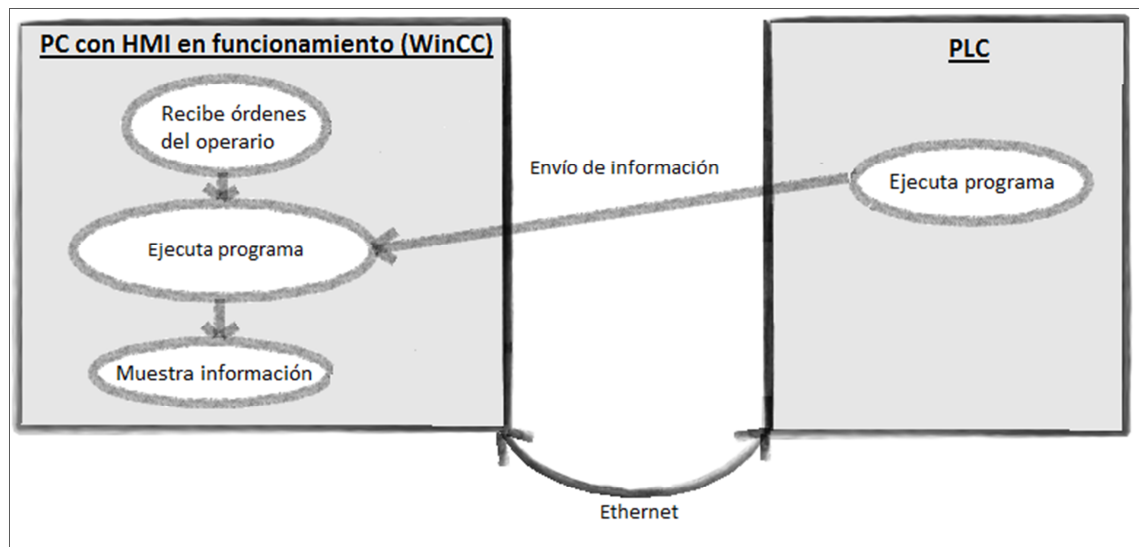 PC con HMI en funcionamiento (WinCC)
PLC
Recibe órdenes
del operario
Envío de información
Ejecuta programa
Ejecuta programa
Muestra información
Ethernet